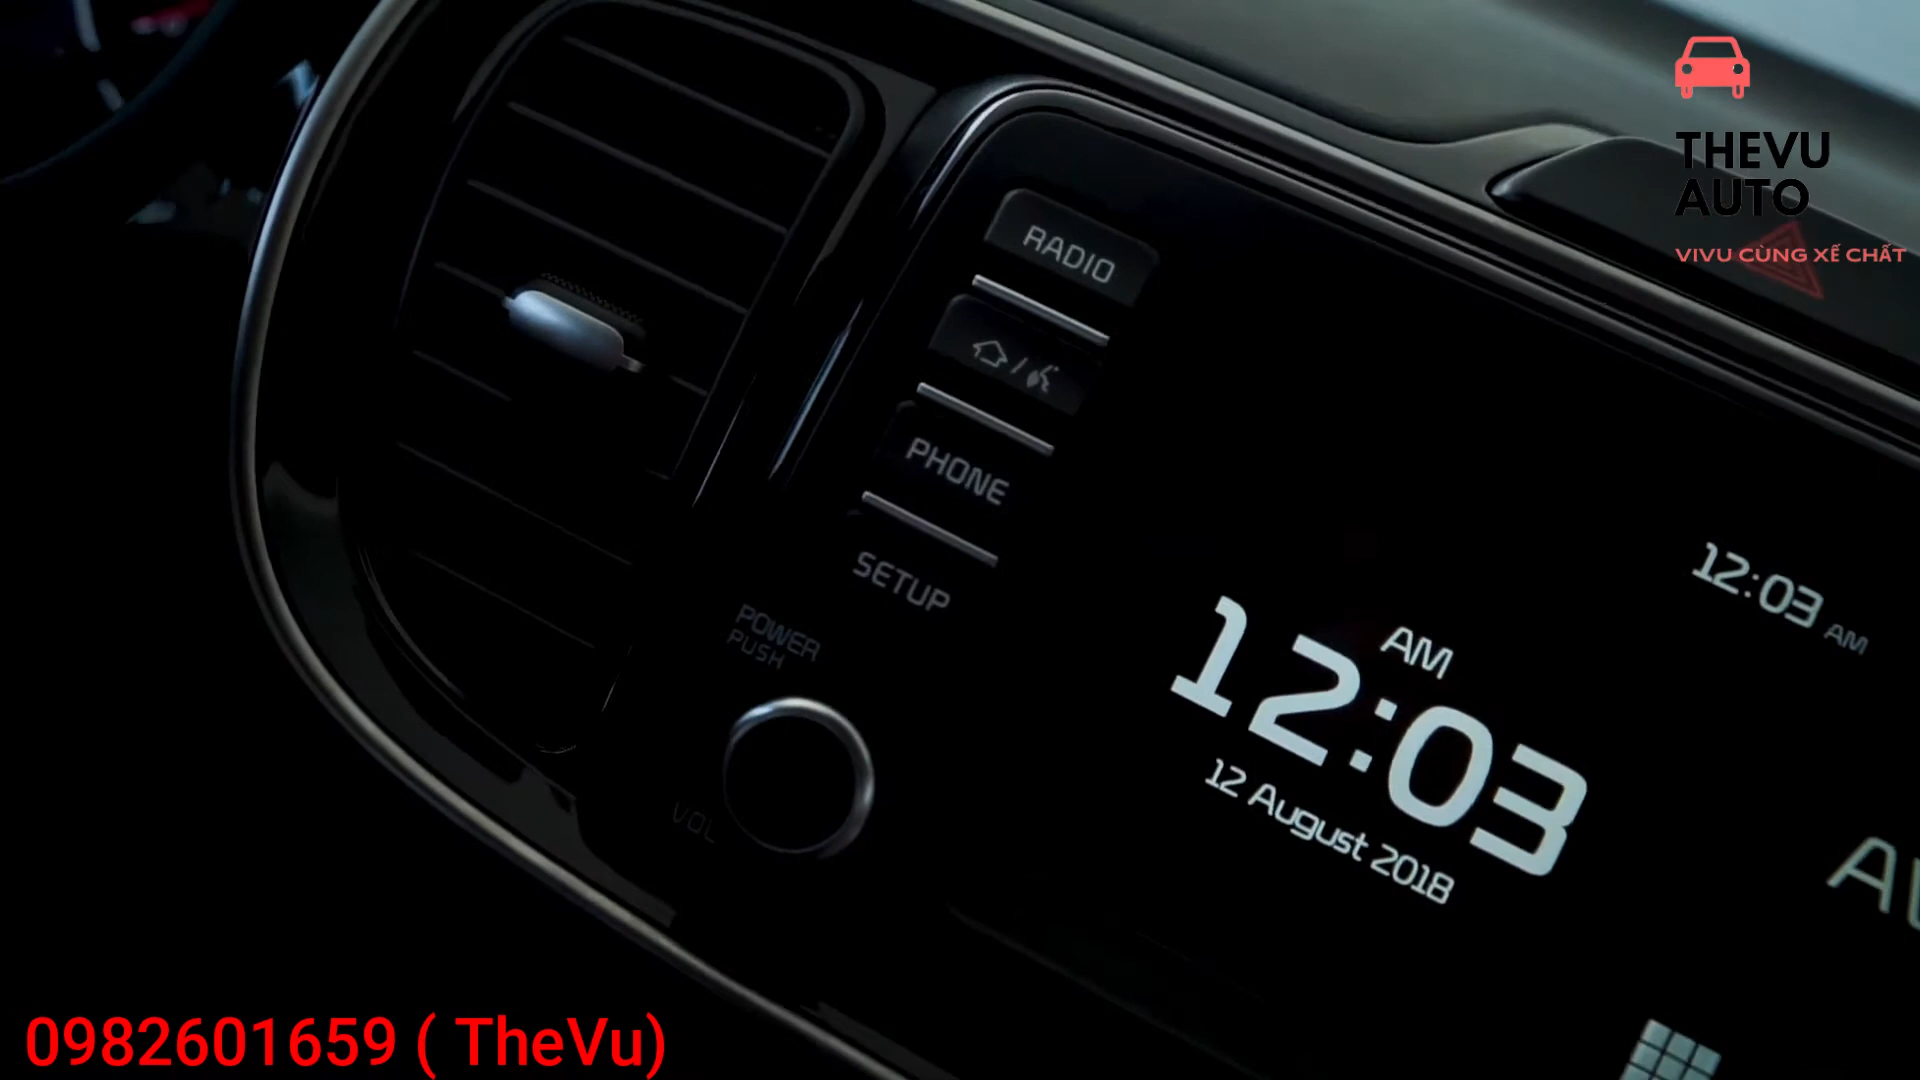 THEVU
AUTO
VIVU CÙNG XẾ CHẤT
RADIO
PHONE
SETUP
POWER
PUSH
VOL
12:03 AM
AM
12:03
12 August 2018
0982601659 ( TheVu)